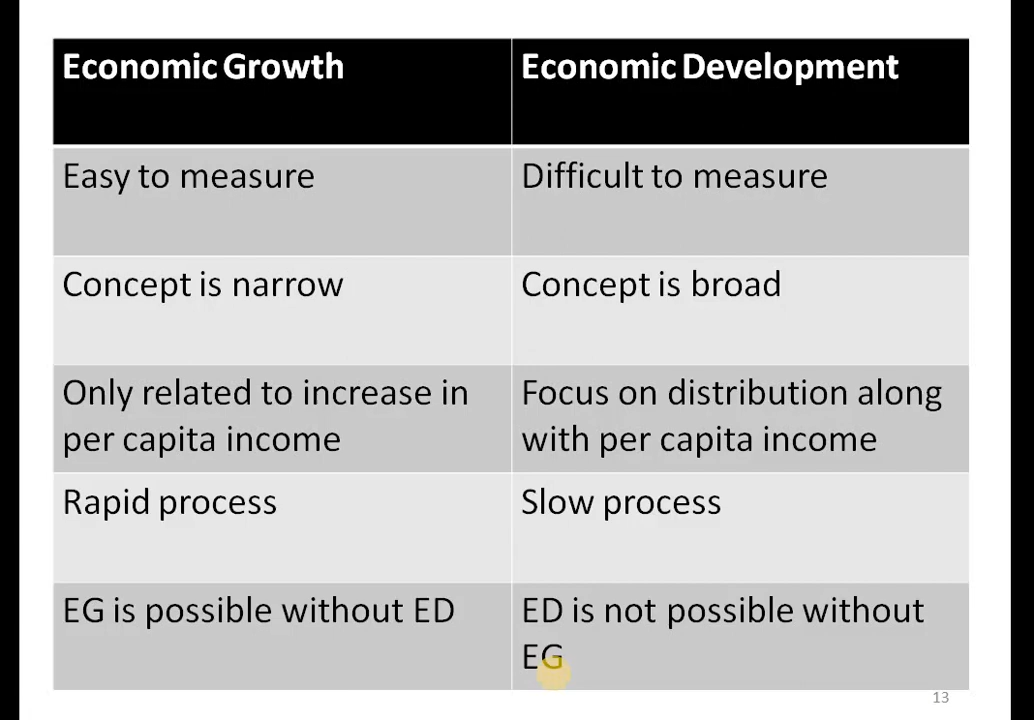 Economic Growth
Economic Development
Easy to measure
Difficult to measure
Concept is narrow
Concept is broad
Only related to increase in
per capita income
Focus on distribution along
with per capita income
Rapid process
Slow process
EG is possible without ED
ED is not possible without
EG
13